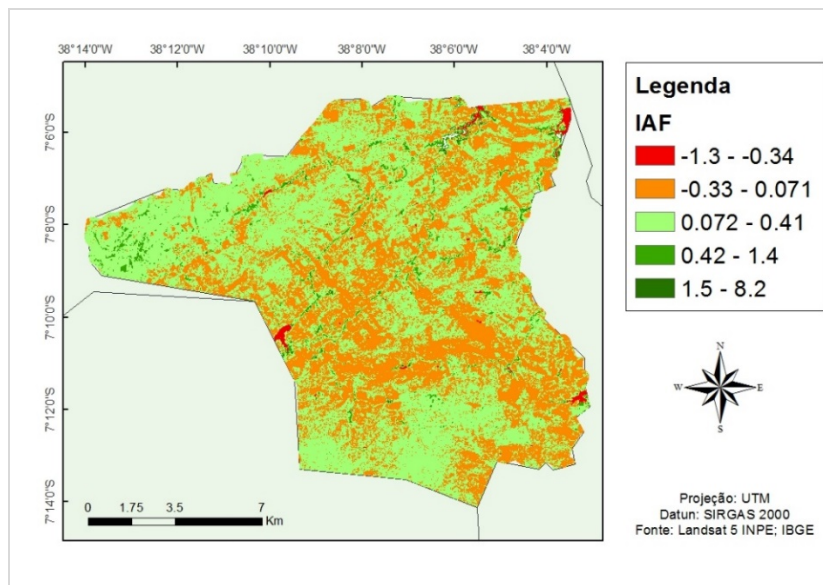 38°14'0"W 38°12'0"W 38°10'0"W 38°8'0"W 38°6'0"W 38°4'0"W
7°6'0"S
7°8'0"S
7°10'0"S
7°12'0"S
7°14'0"S
0 1.75 3.5 7
Km
Legenda
IAF
-1.3 - -0.34
-0.33 - 0.071
0.072 - 0.41
0.42 - 1.4
1.5 - 8.2
N
W E
S
Projeção: UTM
Datun: SIRGAS 2000
Fonte: Landsat 5 INPE; IBGE